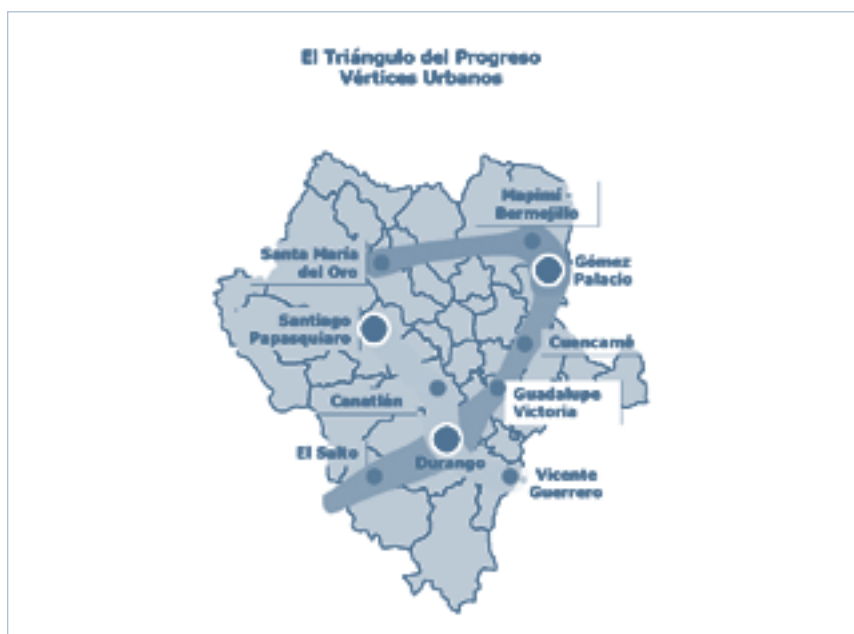 El Triángulo del Progreso
Vértices Urbanos
Mapimí -
Bermejillo
Santa María
del Oro
Gómez
Palacio
Santiago
Papasquiaro
Cuencamé
Canatlán
Guadalupe
Victoria
El Salto
Durango
Vicente
Guerrero